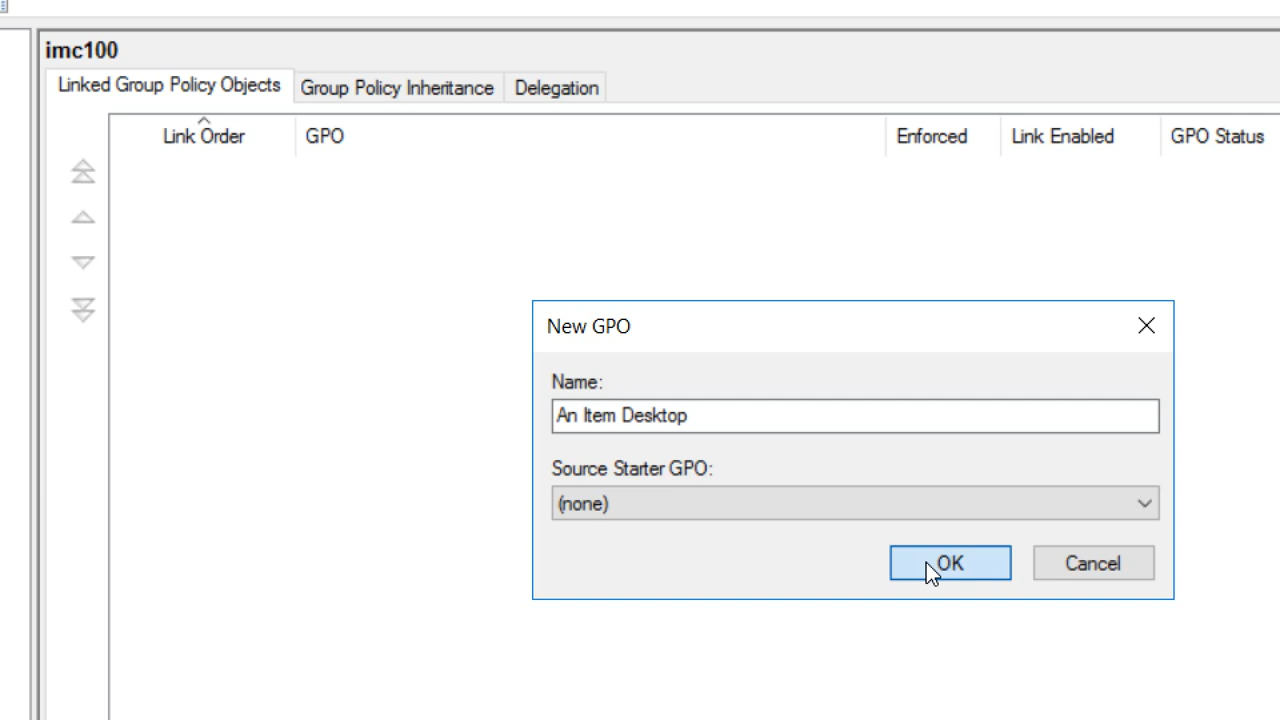 imc100
Linked Group Policy Objects Group Policy Inheritance Delegation
Link Order GPO Enforced Link Enabled GPO Status
New GPO
Name:
An Item Desktop
Source Starter GPO:
(none)
OK Cancel